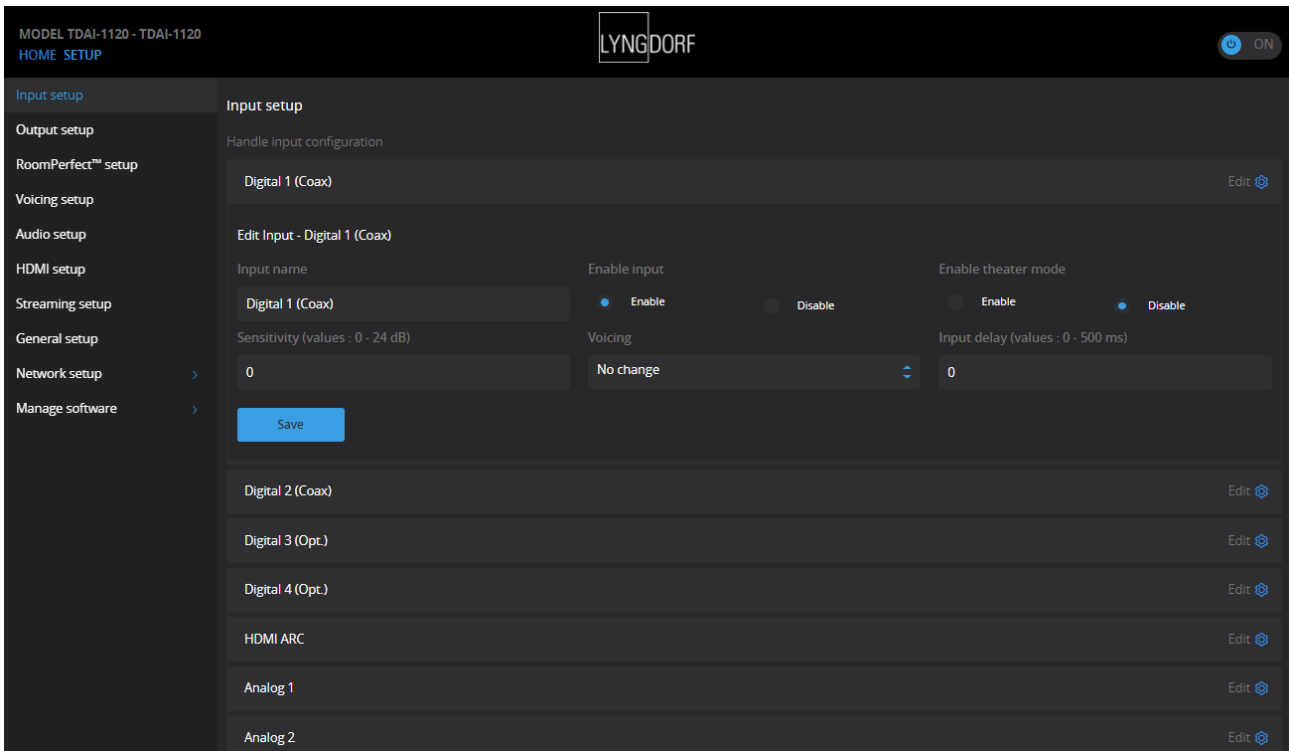 MODEL TDAI-1120 - TDAI-1120
HOME SETUP
LYNGDORF
ON
Input setup
Output setup
RoomPerfect™ setup
Voicing setup
Audio setup
HDMI setup
Streaming setup
General setup
Network setup
Manage software
Input setup
Handle input configuration
Digital 1 (Coax) Edit
Edit Input - Digital 1 (Coax)
Input name Enable input Enable theater mode
Digital 1 (Coax) Enable Disable Enable Disable
Sensitivity (values : 0 - 24 dB) Voicing Input delay (values : 0 - 500 ms)
0 No change 0
Save
Digital 2 (Coax) Edit
Digital 3 (Opt.) Edit
Digital 4 (Opt.) Edit
HDMI ARC Edit
Analog 1 Edit
Analog 2 Edit